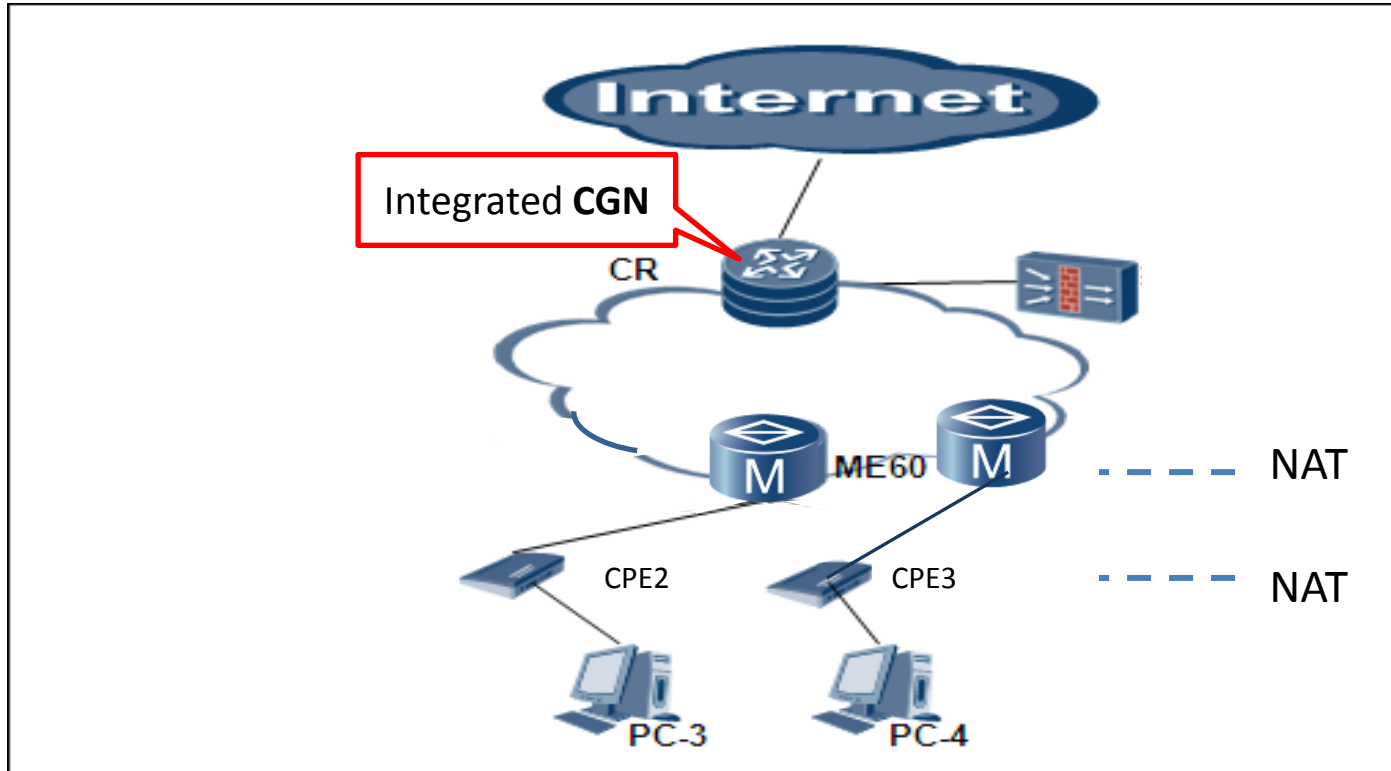 Internet
Integrated CGN
CR
M
ME60
M
NAT
CPE2
CPE3
NAT
PC-3
PC-4